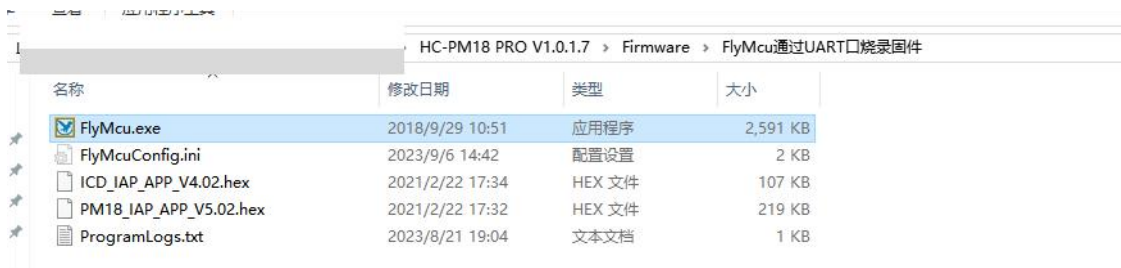 HC-PM18 PRO V1.0.1.7 > Firmware > FlyMcu通过UART口烧录固件
名称 修改日期 类型 大小
FlyMcu.exe 2018/9/29 10:51 应用程序 2,591 KB
FlyMcuConfig.ini 2023/9/6 14:42 配置设置 2 KB
ICD_IAP_APP_V4.02.hex 2021/2/22 17:34 HEX 文件 107 KB
PM18_IAP_APP_V5.02.hex 2021/2/22 17:32 HEX 文件 219 KB
ProgramLogs.txt 2023/8/21 19:04 文本文档 1 KB